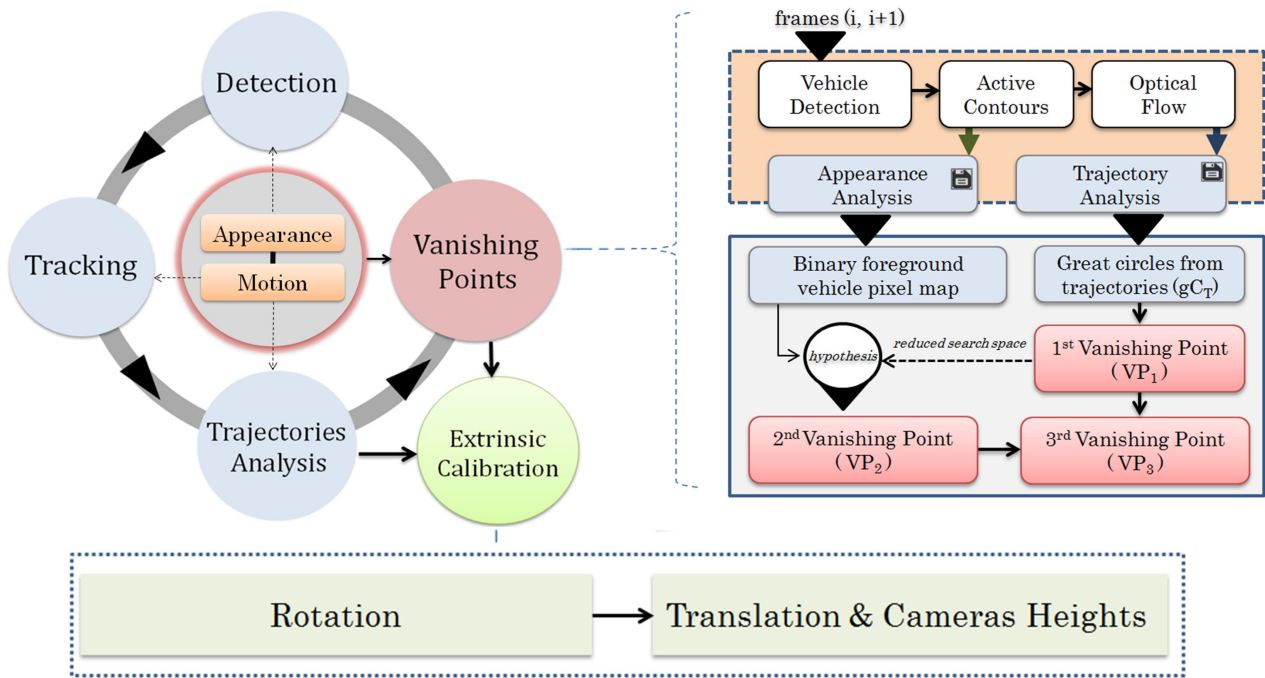 Detection
Tracking
Appearance
Motion
Vanishing
Points
Trajectories
Analysis
Extrinsic
Calibration
frames (i, i+1)
Vehicle
Detection
Active
Contours
Optical
Flow
Appearance
Analysis
Trajectory
Analysis
Binary foreground
vehicle pixel map
Great circles from
trajectories (gC_T)
hypothesis
reduced search space
1st Vanishing Point
(VP1)
2nd Vanishing Point
(VP2)
3rd Vanishing Point
(VP3)
Rotation
Translation & Cameras Heights